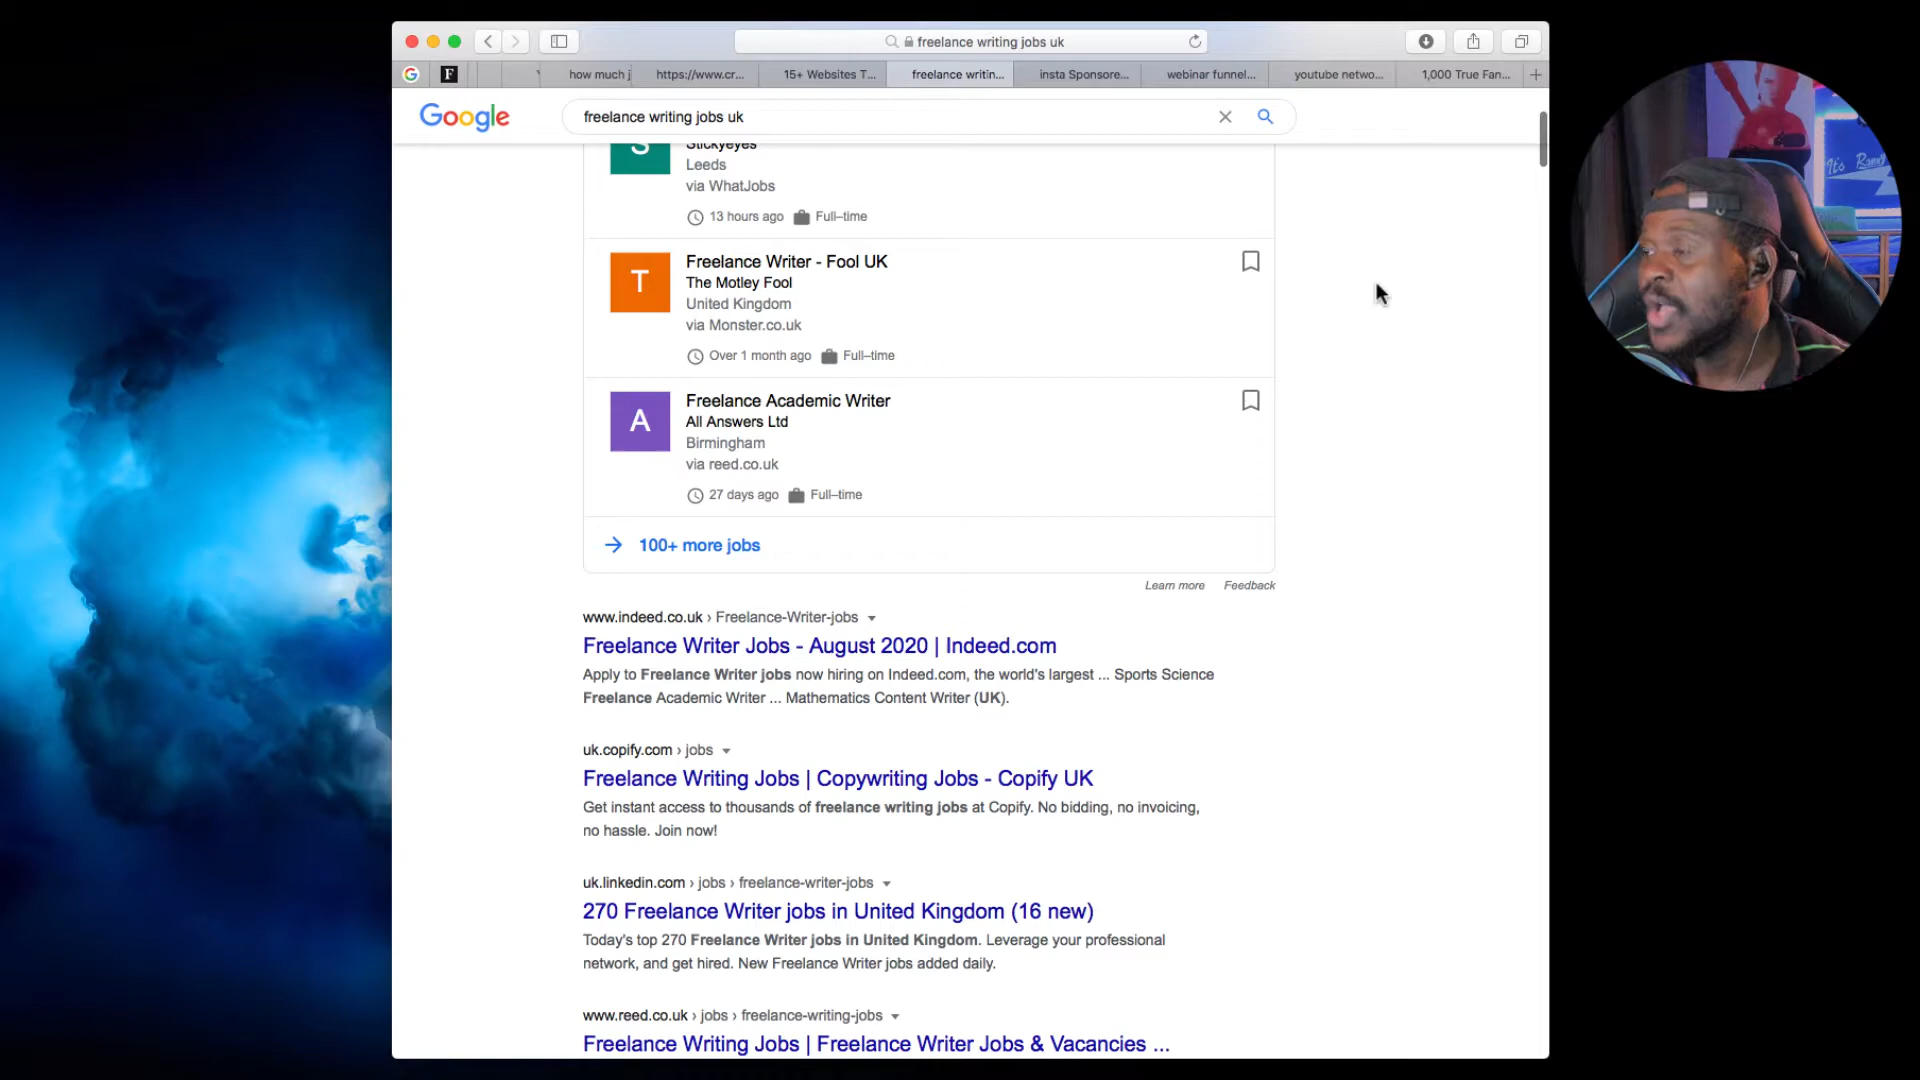 freelance writing jobs uk
F
how much j
https://www.cr...
15+ Websites T...
freelance writin...
insta Sponsore...
webinar funnel...
youtube netwo...
1,000 True Fan...
Google
freelance writing jobs uk
S
Stickyeyes
Leeds
via WhatJobs
13 hours ago
Full–time
T
Freelance Writer - Fool UK
The Motley Fool
United Kingdom
via Monster.co.uk
Over 1 month ago
Full–time
A
Freelance Academic Writer
All Answers Ltd
Birmingham
via reed.co.uk
27 days ago
Full–time
100+ more jobs
Learn more
Feedback
www.indeed.co.uk › Freelance-Writer-jobs
Freelance Writer Jobs - August 2020 | Indeed.com
Apply to Freelance Writer jobs now hiring on Indeed.com, the world's largest ... Sports Science
Freelance Academic Writer ... Mathematics Content Writer (UK).
uk.copify.com › jobs
Freelance Writing Jobs | Copywriting Jobs - Copify UK
Get instant access to thousands of freelance writing jobs at Copify. No bidding, no invoicing,
no hassle. Join now!
uk.linkedin.com › jobs › freelance-writer-jobs
270 Freelance Writer jobs in United Kingdom (16 new)
Today's top 270 Freelance Writer jobs in United Kingdom. Leverage your professional
network, and get hired. New Freelance Writer jobs added daily.
www.reed.co.uk › jobs › freelance-writing-jobs
Freelance Writing Jobs | Freelance Writer Jobs & Vacancies ...